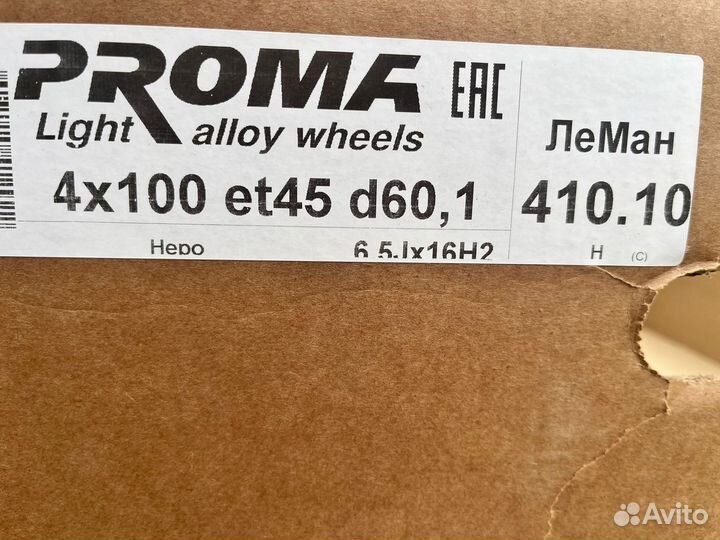 PROMA EAC
Light alloy wheels
ЛеМан
4x100 et45 d60,1
410.10
Неро 6,5Jx16H2
Н (C)
Avito